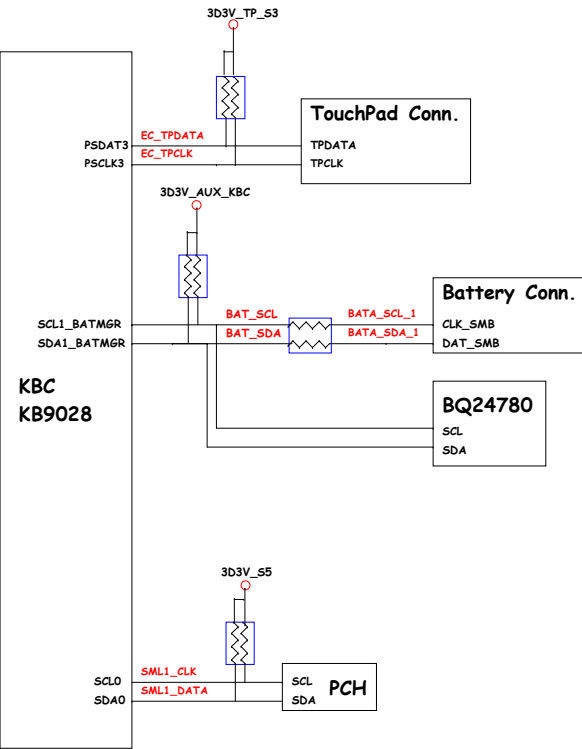 3D3V_TP_S3
TouchPad Conn.
PSDAT3
EC_TPDATA
TPDATA
PSCLK3
EC_TPCLK
TPCLK
3D3V_AUX_KBC
Battery Conn.
SCL1_BATMGR
BAT_SCL
BATA_SCL_1
CLK_SMB
SDA1_BATMGR
BAT_SDA
BATA_SDA_1
DAT_SMB
KBC
KB9028
BQ24780
SCL
SDA
3D3V_S5
SCL0
SML1_CLK
SCL
PCH
SDA0
SML1_DATA
SDA